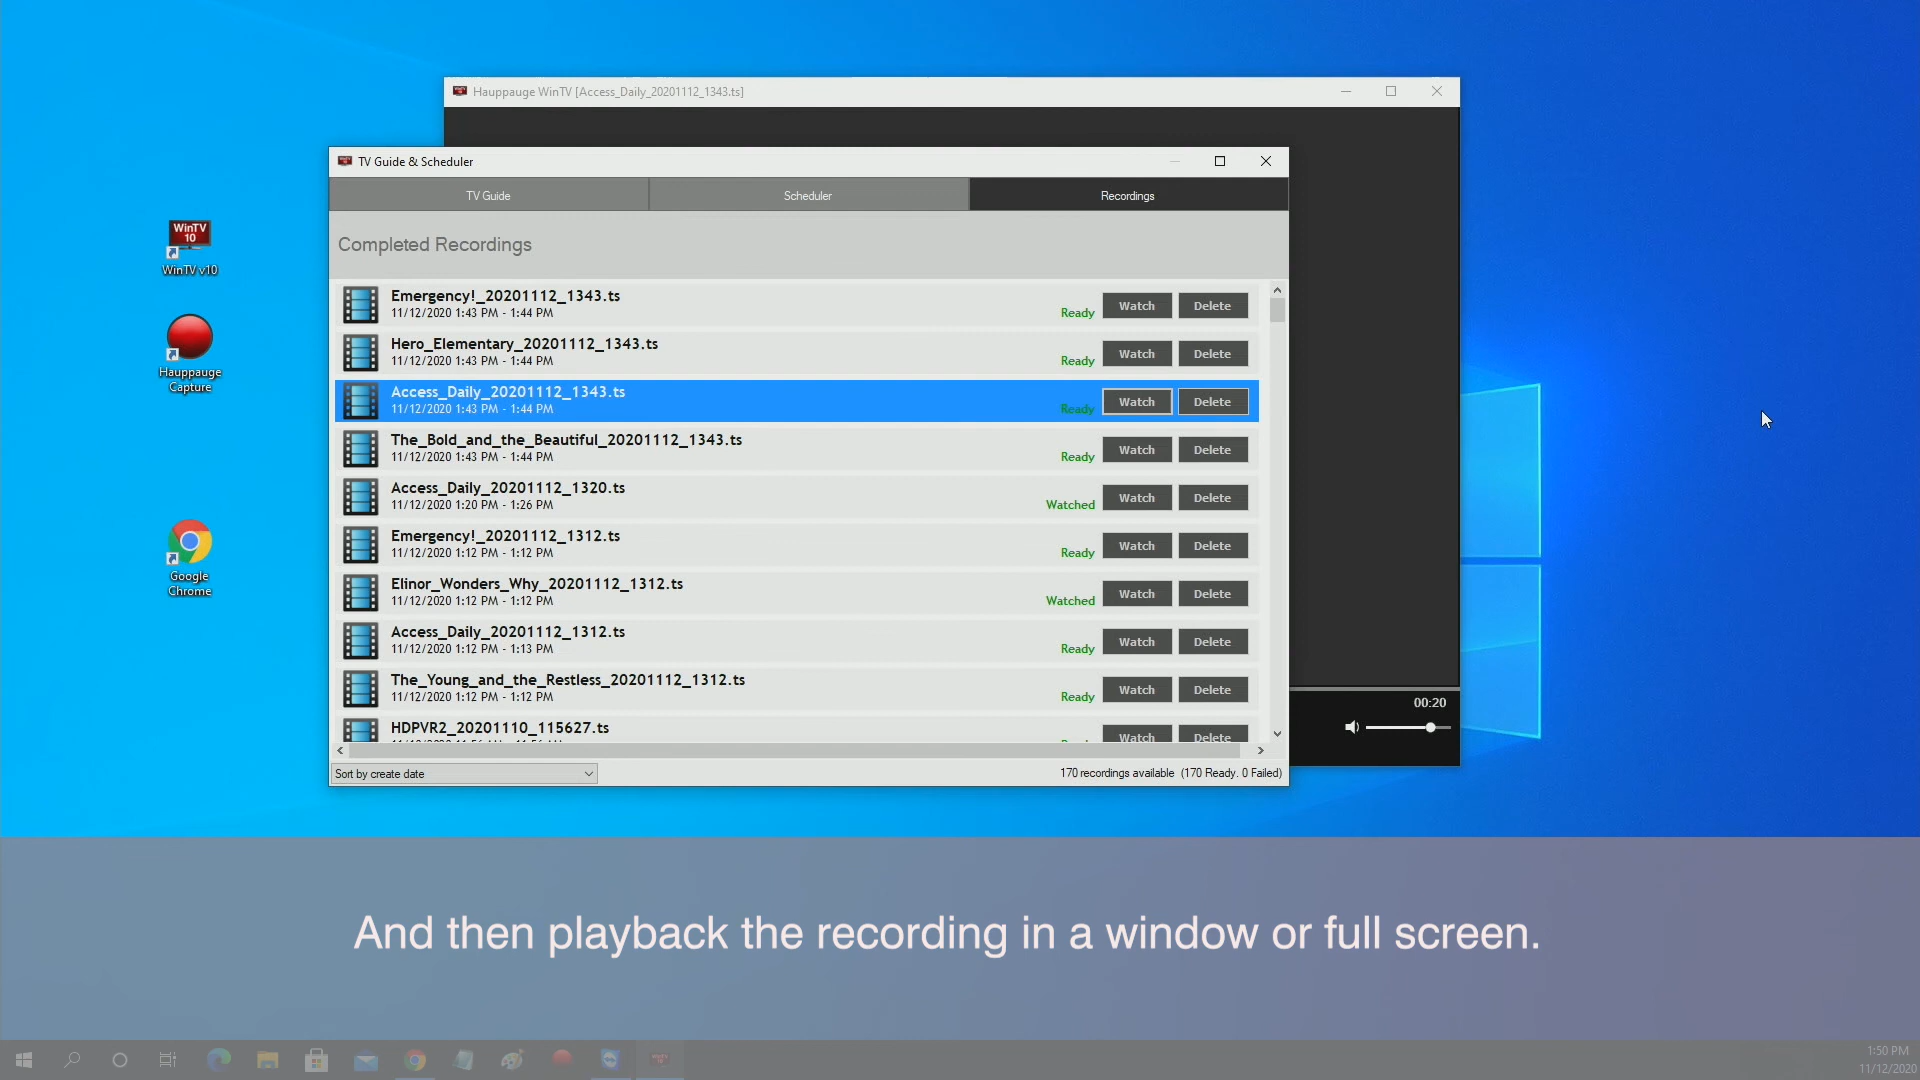 Hauppauge WinTV [Access_Daily_20201112_1343.ts]
TV Guide & Scheduler
TV Guide
Scheduler
Recordings
Completed Recordings
Emergency!_20201112_1343.ts
11/12/2020 1:43 PM - 1:44 PM
Ready
Watch
Delete
Hero_Elementary_20201112_1343.ts
11/12/2020 1:43 PM - 1:44 PM
Ready
Watch
Delete
Access_Daily_20201112_1343.ts
11/12/2020 1:43 PM - 1:44 PM
Ready
Watch
Delete
The_Bold_and_the_Beautiful_20201112_1343.ts
11/12/2020 1:43 PM - 1:44 PM
Ready
Watch
Delete
Access_Daily_20201112_1320.ts
11/12/2020 1:20 PM - 1:26 PM
Watched
Watch
Delete
Emergency!_20201112_1312.ts
11/12/2020 1:12 PM - 1:12 PM
Ready
Watch
Delete
Elinor_Wonders_Why_20201112_1312.ts
11/12/2020 1:12 PM - 1:12 PM
Watched
Watch
Delete
Access_Daily_20201112_1312.ts
11/12/2020 1:12 PM - 1:13 PM
Ready
Watch
Delete
The_Young_and_the_Restless_20201112_1312.ts
11/12/2020 1:12 PM - 1:12 PM
Ready
Watch
Delete
HDPVR2_20201110_115627.ts
Watch
Delete
Sort by create date
170 recordings available (170 Ready. 0 Failed)
00:20
WinTV
10
WinTV v10
Hauppauge
Capture
Google
Chrome
And then playback the recording in a window or full screen.
1:50 PM
11/12/2020